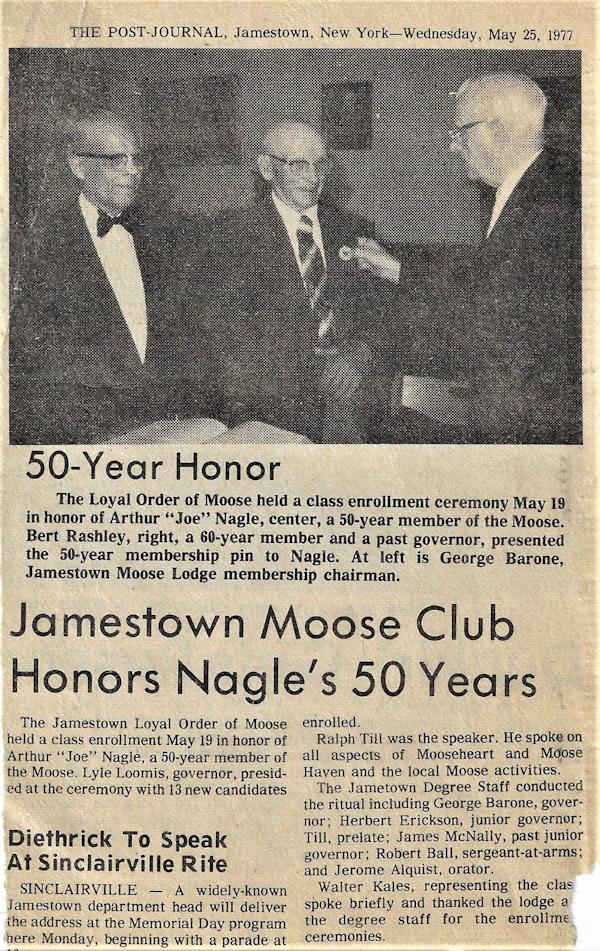 THE POST-JOURNAL, Jamestown, New York—Wednesday, May 25, 1977
50-Year Honor
The Loyal Order of Moose held a class enrollment ceremony May 19
in honor of Arthur “Joe” Nagle, center, a 50-year member of the Moose.
Bert Rashley, right, a 60-year member and a past governor, presented
the 50-year membership pin to Nagle. At left is George Barone,
Jamestown Moose Lodge membership chairman.
Jamestown Moose Club
Honors Nagle’s 50 Years
The Jamestown Loyal Order of Moose
held a class enrollment May 19 in honor of
Arthur “Joe” Nagle, a 50-year member of
the Moose. Lyle Loomis, governor, presid-
ed at the ceremony with 13 new candidates
enrolled.
Ralph Till was the speaker. He spoke on
all aspects of Mooseheart and Moose
Haven and the local Moose activities.
The Jametown Degree Staff conducted
the ritual including George Barone, gover-
nor; Herbert Erickson, junior governor;
Till, prelate; James McNally, past junior
governor; Robert Ball, sergeant-at-arms;
and Jerome Alquist, orator.
Walter Kales, representing the clas
spoke briefly and thanked the lodge a
the degree staff for the enrollme
ceremonies.
Diethrick To Speak
At Sinclairville Rite
SINCLAIRVILLE — A widely-known
Jamestown department head will deliver
the address at the Memorial Day program
here Monday, beginning with a parade at